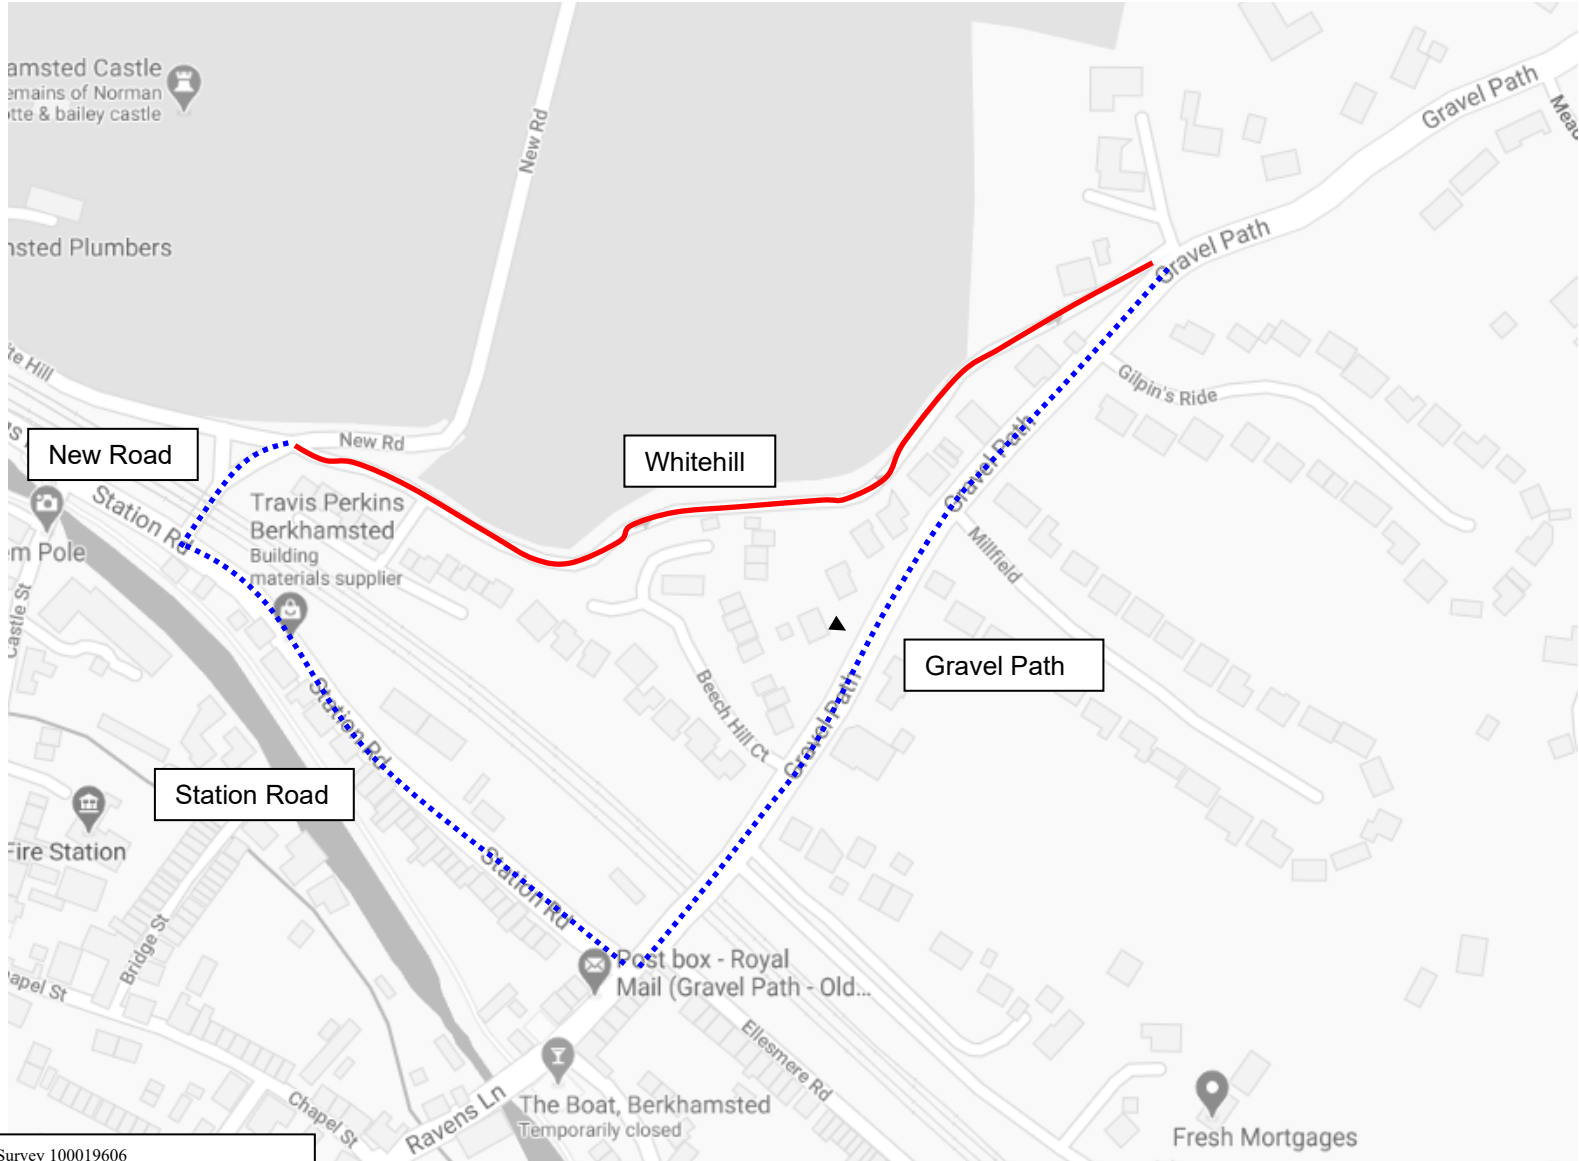 amsted Castle
emains of Norman
otte & bailey castle
New Rd
Gravel Path
Gravel Path
nsted Plumbers
te Hill
Gilpin's Ride
New Rd
New Road
Whitehill
Gravel Path
Station Rd
Travis Perkins
Berkhamsted
Building
materials supplier
em Pole
Castle St
Millfield
Gravel Path
Beech Hill Ct
Gravel Path
Station Rd
Station Road
Fire Station
Station Rd
Bridge St
Post box - Royal
Mail (Gravel Path - Old...
apel St
Ellesmere Rd
Chapel St
Ravens Ln
The Boat, Berkhamsted
Temporarily closed
Fresh Mortgages
Survey 100019606